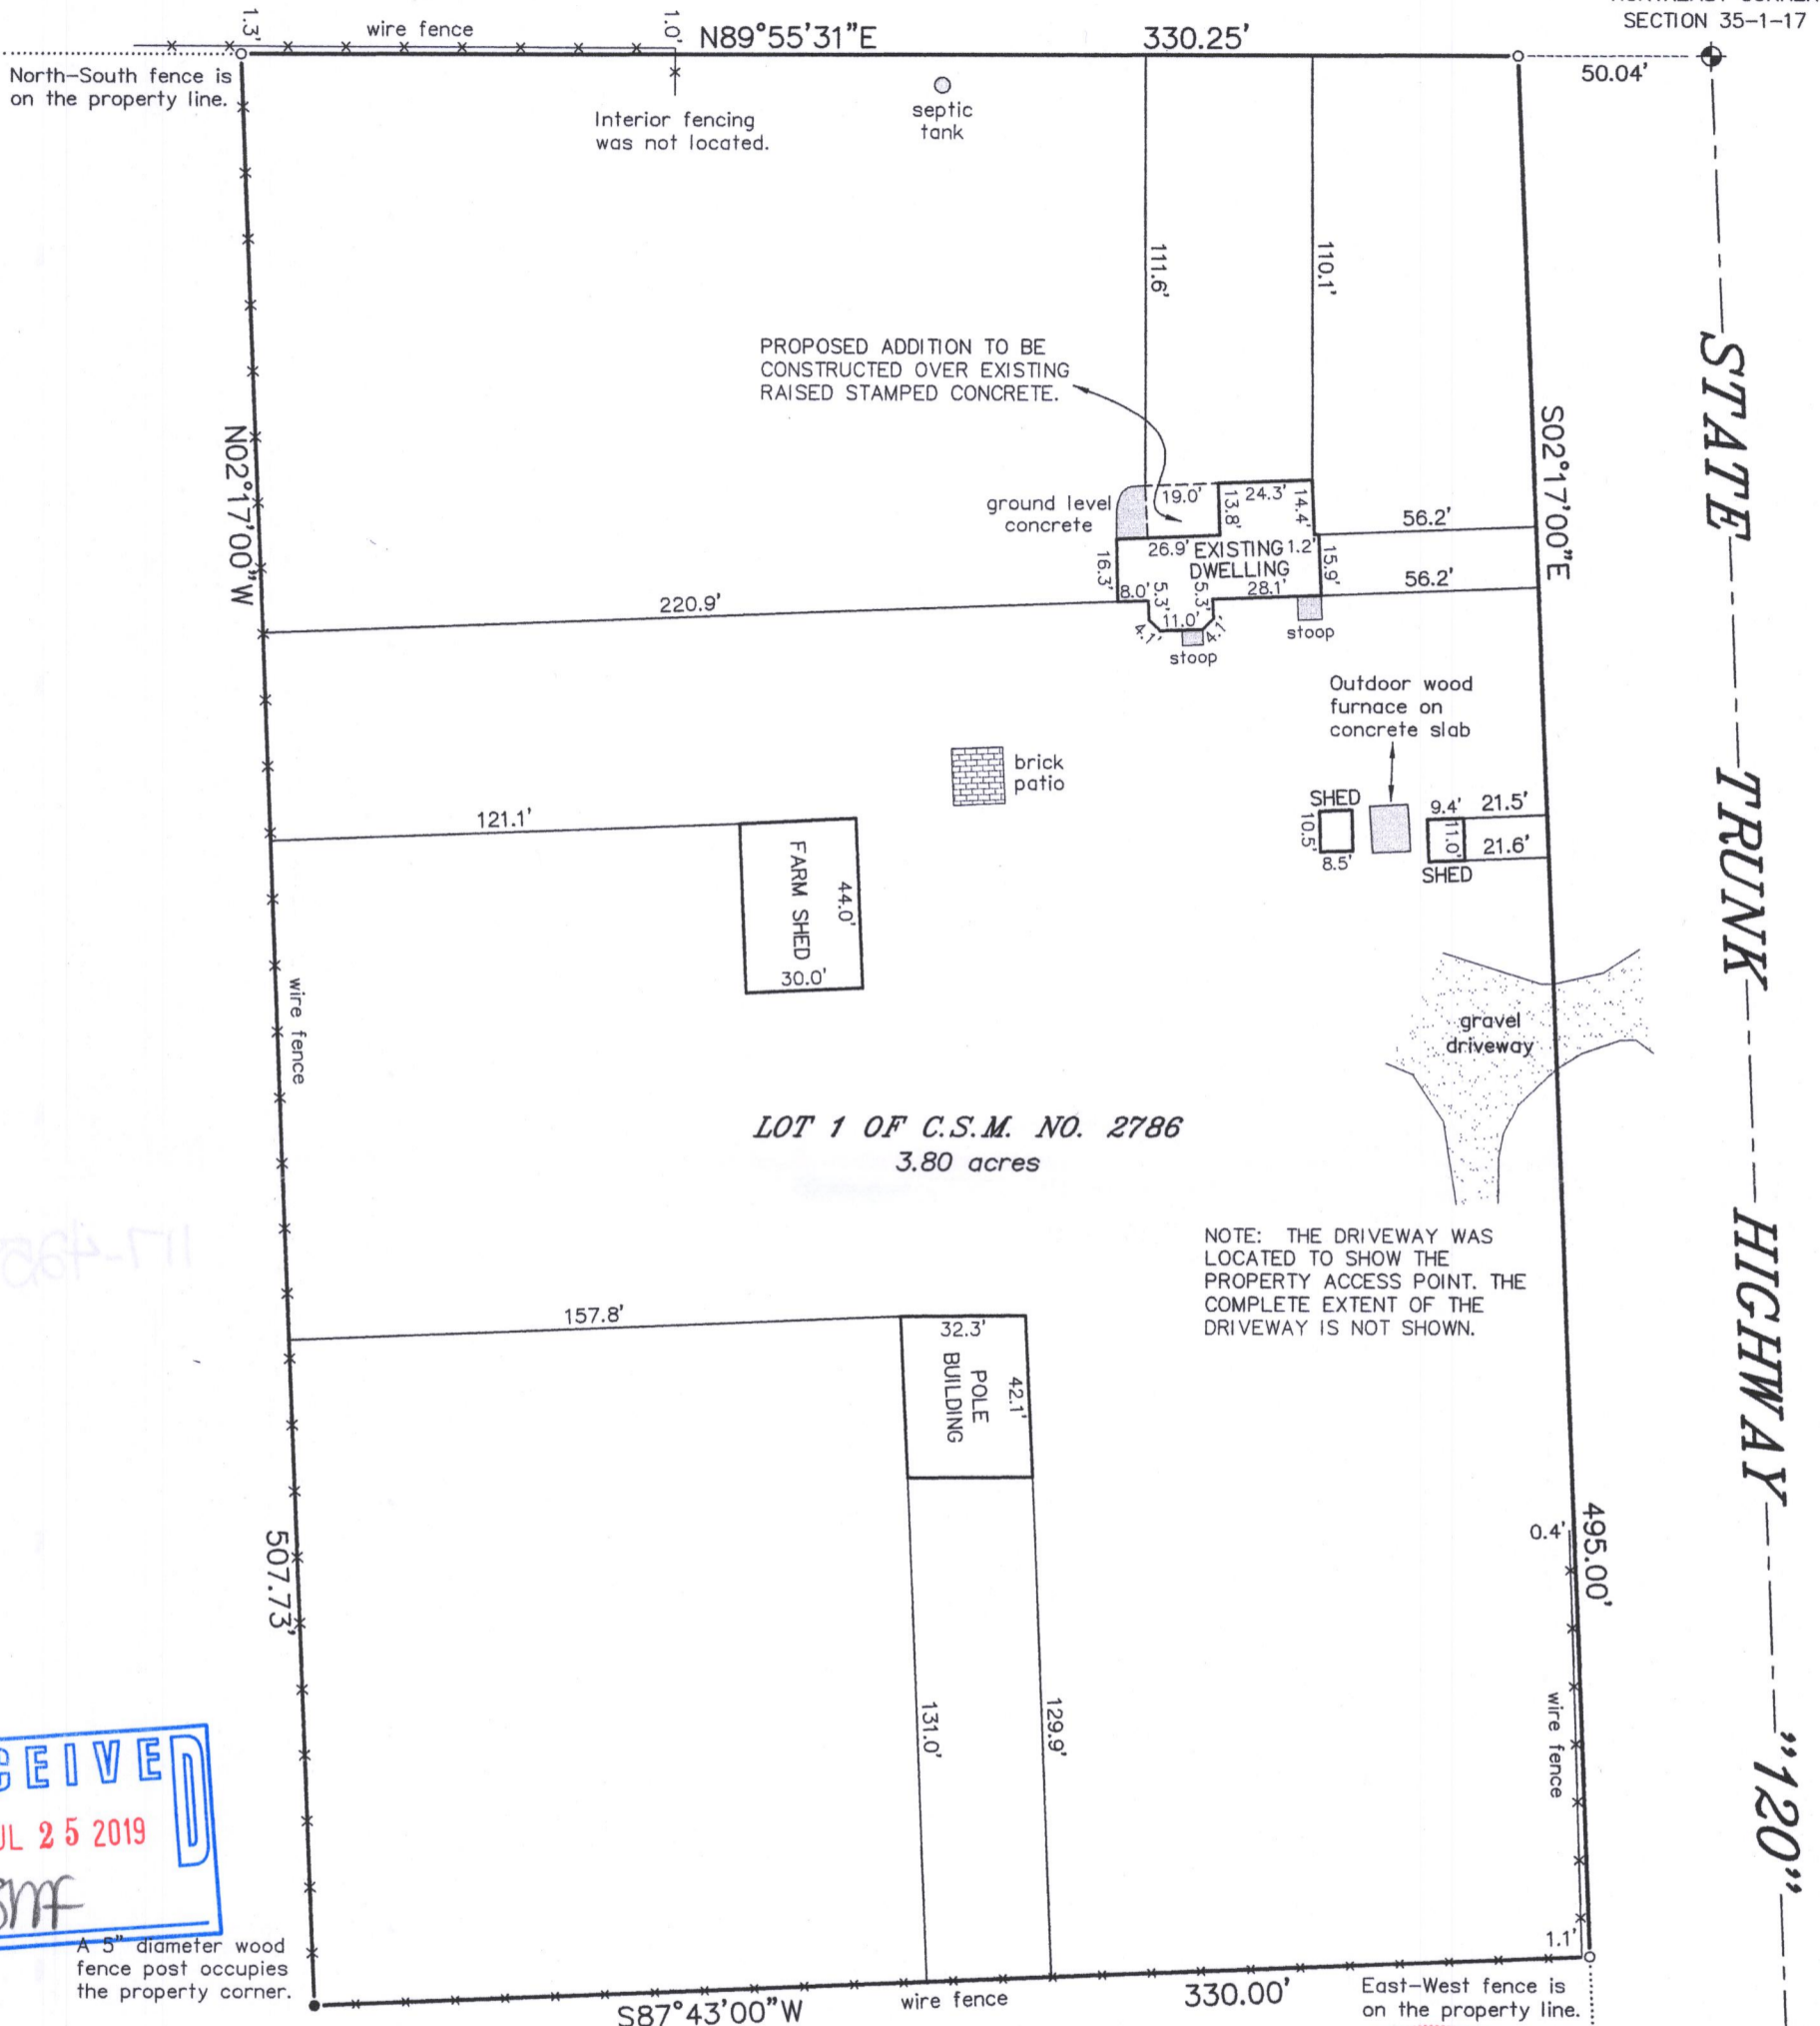 SECTION 35-1-17
1.3'
wire fence
1.0'
N89°55'31"E
330.25'
50.04'
North-South fence is
on the property line.
Interior fencing
was not located.
septic
tank
111.6'
110.1'
STATE TRUNK HIGHWAY "120"
PROPOSED ADDITION TO BE
CONSTRUCTED OVER EXISTING
RAISED STAMPED CONCRETE.
N02°17'00"W
S02°17'00"E
ground level
concrete
19.0'
13.8'
24.3'
14.4'
56.2'
26.9'
EXISTING
DWELLING
1.2'
15.9'
16.3'
8.0'
5.3'
5.3'
28.1'
56.2'
11.0'
4.1'
4.1'
stoop
stoop
220.9'
Outdoor wood
furnace on
concrete slab
brick
patio
SHED
10.5'
8.5'
9.4'
21.5'
11.0'
21.6'
SHED
121.1'
FARM SHED
44.0'
30.0'
wire fence
gravel
driveway
LOT 1 OF C.S.M. NO. 2786
3.80 acres
NOTE: THE DRIVEWAY WAS
LOCATED TO SHOW THE
PROPERTY ACCESS POINT. THE
COMPLETE EXTENT OF THE
DRIVEWAY IS NOT SHOWN.
157.8'
32.3'
POLE
BUILDING
42.1'
507.73'
0.4'
495.00'
131.0'
129.9'
wire fence
CEIVED
UL 25 2019
A 5" diameter wood
fence post occupies
the property corner.
1.1'
S87°43'00"W
wire fence
330.00'
East-West fence is
on the property line.